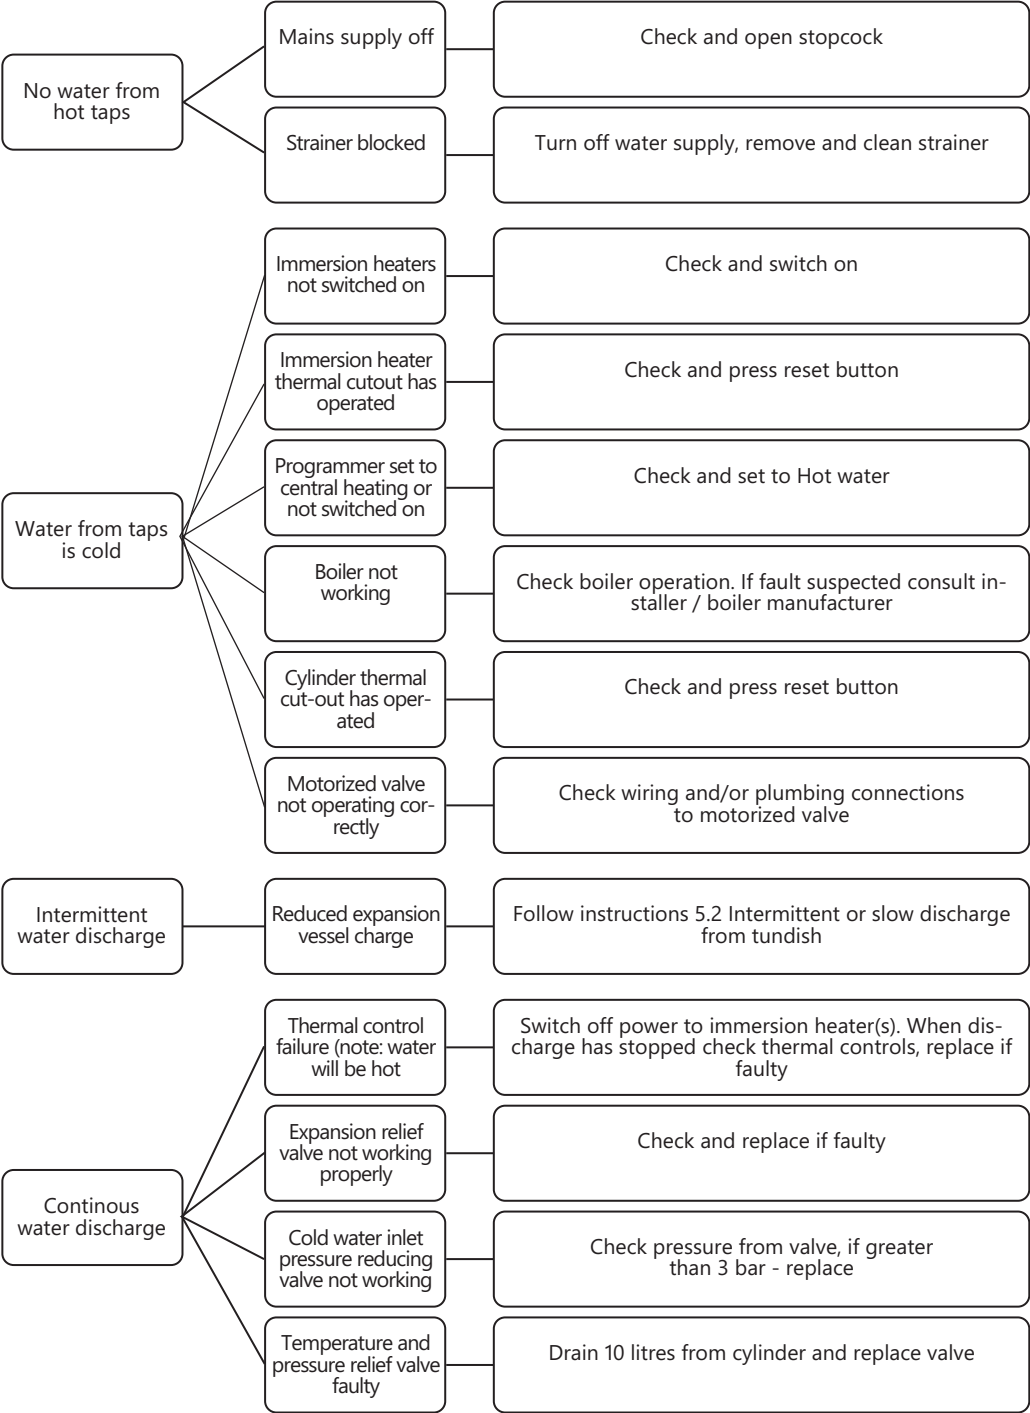 No water from
hot taps
Mains supply off
Check and open stopcock
Strainer blocked
Turn off water supply, remove and clean strainer
Water from taps
is cold
Immersion heaters
not switched on
Check and switch on
Immersion heater
thermal cutout has
operated
Check and press reset button
Programmer set to
central heating or
not switched on
Check and set to Hot water
Boiler not
working
Check boiler operation. If fault suspected consult in-
staller / boiler manufacturer
Cylinder thermal
cut-out has oper-
ated
Check and press reset button
Motorized valve
not operating cor-
rectly
Check wiring and/or plumbing connections
to motorized valve
Intermittent
water discharge
Reduced expansion
vessel charge
Follow instructions 5.2 Intermittent or slow discharge
from tundish
Continous
water discharge
Thermal control
failure (note: water
will be hot
Switch off power to immersion heater(s). When dis-
charge has stopped check thermal controls, replace if
faulty
Expansion relief
valve not working
properly
Check and replace if faulty
Cold water inlet
pressure reducing
valve not working
Check pressure from valve, if greater
than 3 bar - replace
Temperature and
pressure relief valve
faulty
Drain 10 litres from cylinder and replace valve